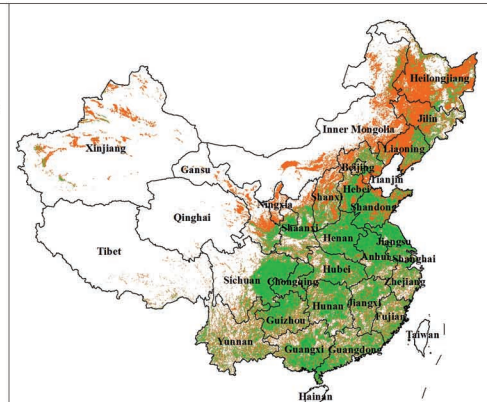 Heilongjiang
Jilin
Inner Mongolia
Liaoning
Xinjiang
Beijing
Gansu
Tianjin
Hebei
Ningxia
Shanxi
Shandong
Qinghai
Shaanxi
Henan
Jiangsu
Tibet
Anhui
Shanghai
Hubei
Sichuan
Chongqing
Zhejiang
Hunan
Jiangxi
Guizhou
Fujian
Yunnan
Taiwan
Guangxi
Guangdong
Hainan